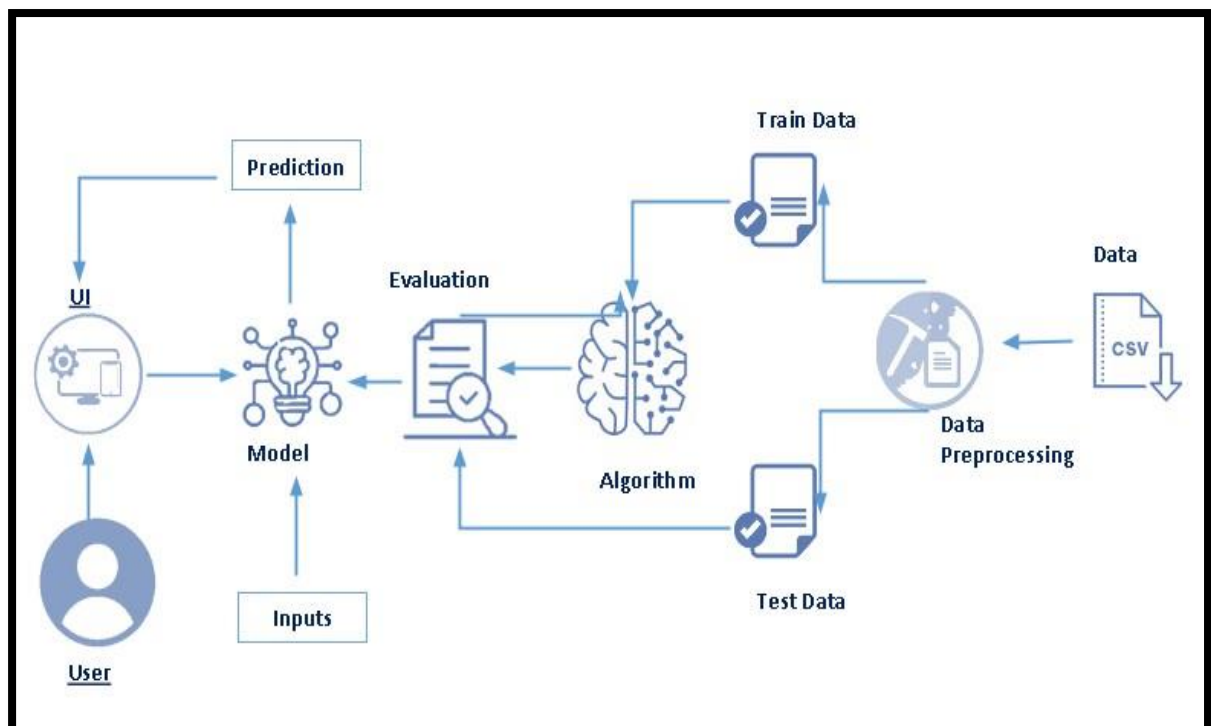 Train Data
Prediction
Data
Evaluation
UI
CSV
Data
Preprocessing
Model
Algorithm
Test Data
Inputs
User